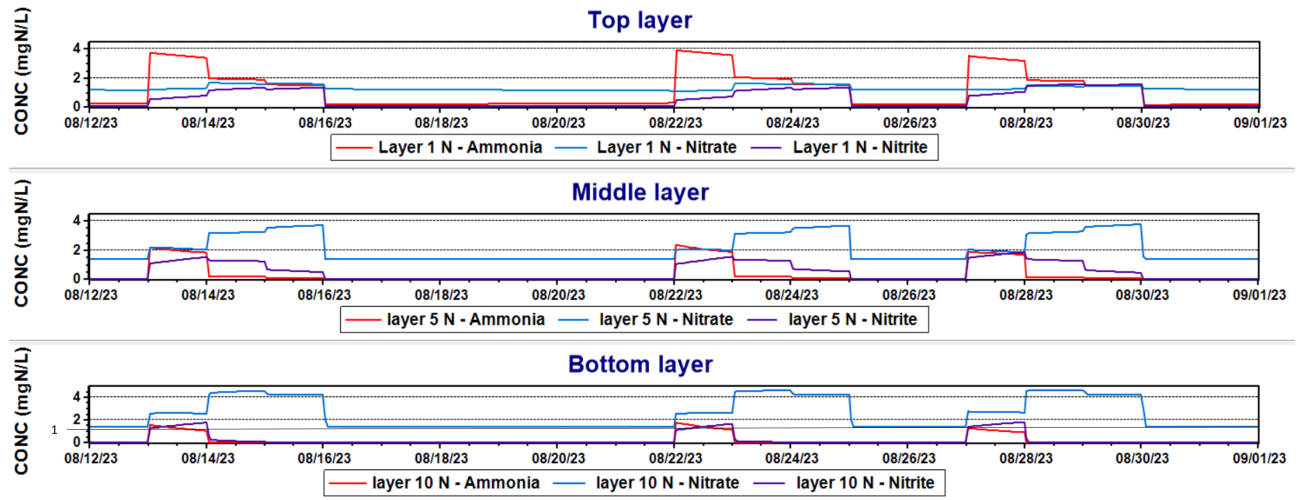 Top layer
CONC (mgN/L)
4
2
0
08/12/23 08/14/23 08/16/23 08/18/23 08/20/23 08/22/23 08/24/23 08/26/23 08/28/23 08/30/23 09/01/23
Layer 1 N - Ammonia Layer 1 N - Nitrate Layer 1 N - Nitrite
Middle layer
CONC (mgN/L)
4
2
0
08/12/23 08/14/23 08/16/23 08/18/23 08/20/23 08/22/23 08/24/23 08/26/23 08/28/23 08/30/23 09/01/23
layer 5 N - Ammonia layer 5 N - Nitrate layer 5 N - Nitrite
Bottom layer
CONC (mgN/L)
4
2
1
0
08/12/23 08/14/23 08/16/23 08/18/23 08/20/23 08/22/23 08/24/23 08/26/23 08/28/23 08/30/23 09/01/23
layer 10 N - Ammonia layer 10 N - Nitrate layer 10 N - Nitrite